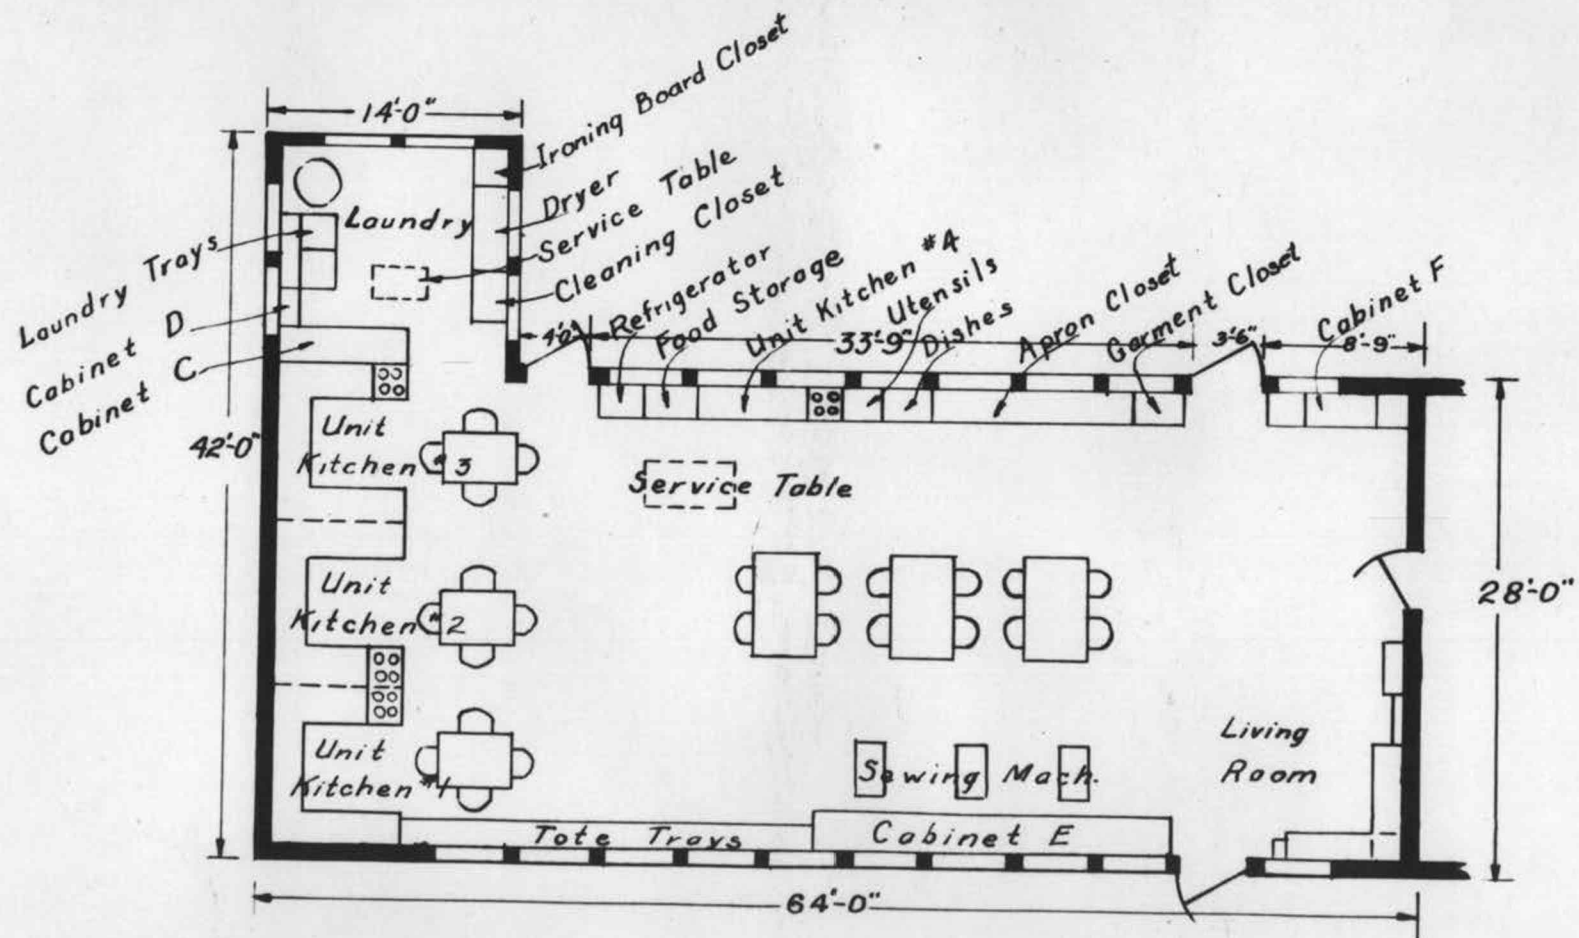 14'-0"
Ironing Board Closet
Dryer
Service Table
Cleaning Closet
Laundry
Laundry Trays
Cabinet D
Cabinet C
4'-0"
Refrigerator
Food Storage
Unit Kitchen #4
33'-9"
Utensils
Dishes
Apron Closet
Garment Closet
3'-6"
Cabinet F
8'-9"
42'-0"
Unit
Kitchen #3
Service Table
Unit
Kitchen #2
28'-0"
Unit
Kitchen #1
Sewing Mach.
Living
Room
Tote Trays
Cabinet E
64'-0"